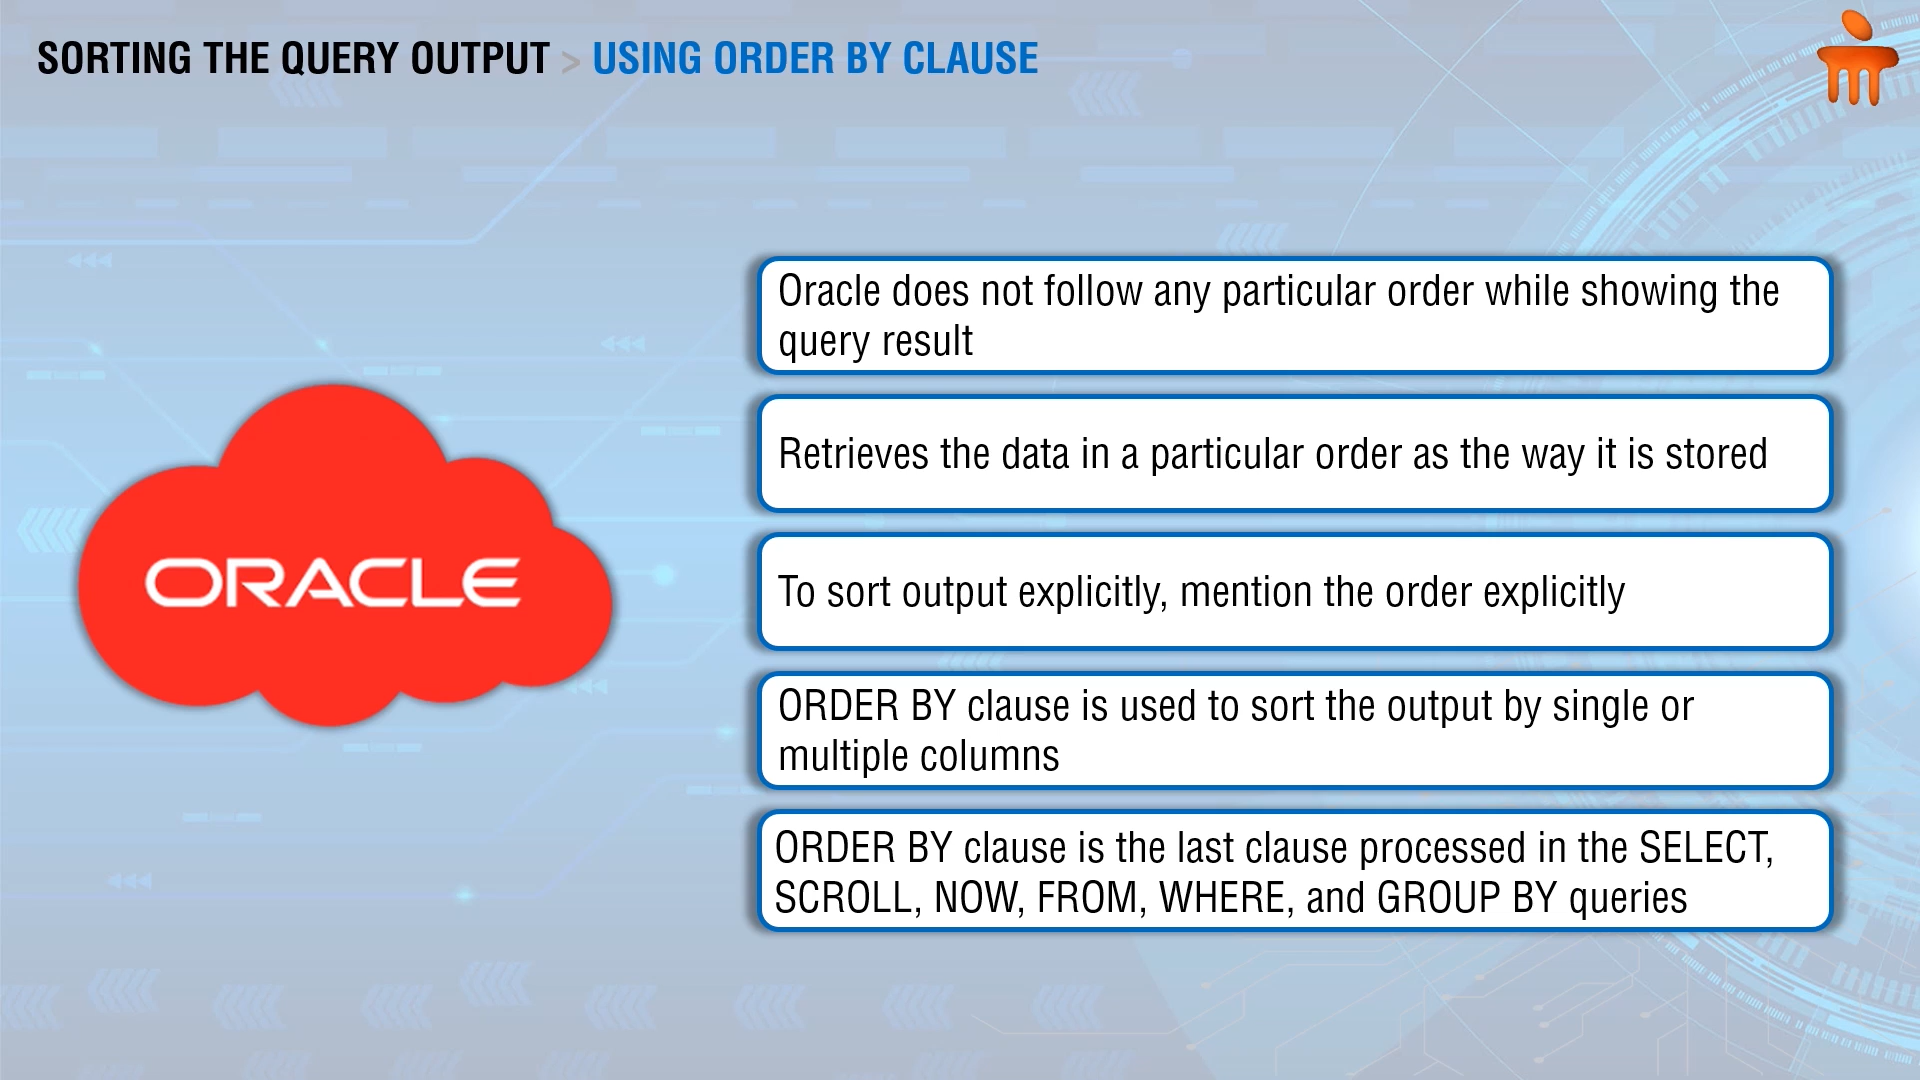 SORTING THE QUERY OUTPUT > USING ORDER BY CLAUSE
ORACLE
Oracle does not follow any particular order while showing the
query result
Retrieves the data in a particular order as the way it is stored
To sort output explicitly, mention the order explicitly
ORDER BY clause is used to sort the output by single or
multiple columns
ORDER BY clause is the last clause processed in the SELECT,
SCROLL, NOW, FROM, WHERE, and GROUP BY queries